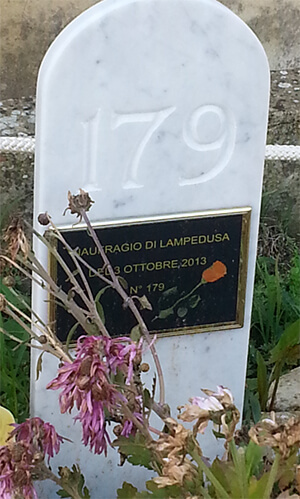 179
NAUFRAGIO DI LAMPEDUSA
DEL 3 OTTOBRE 2013
N° 179